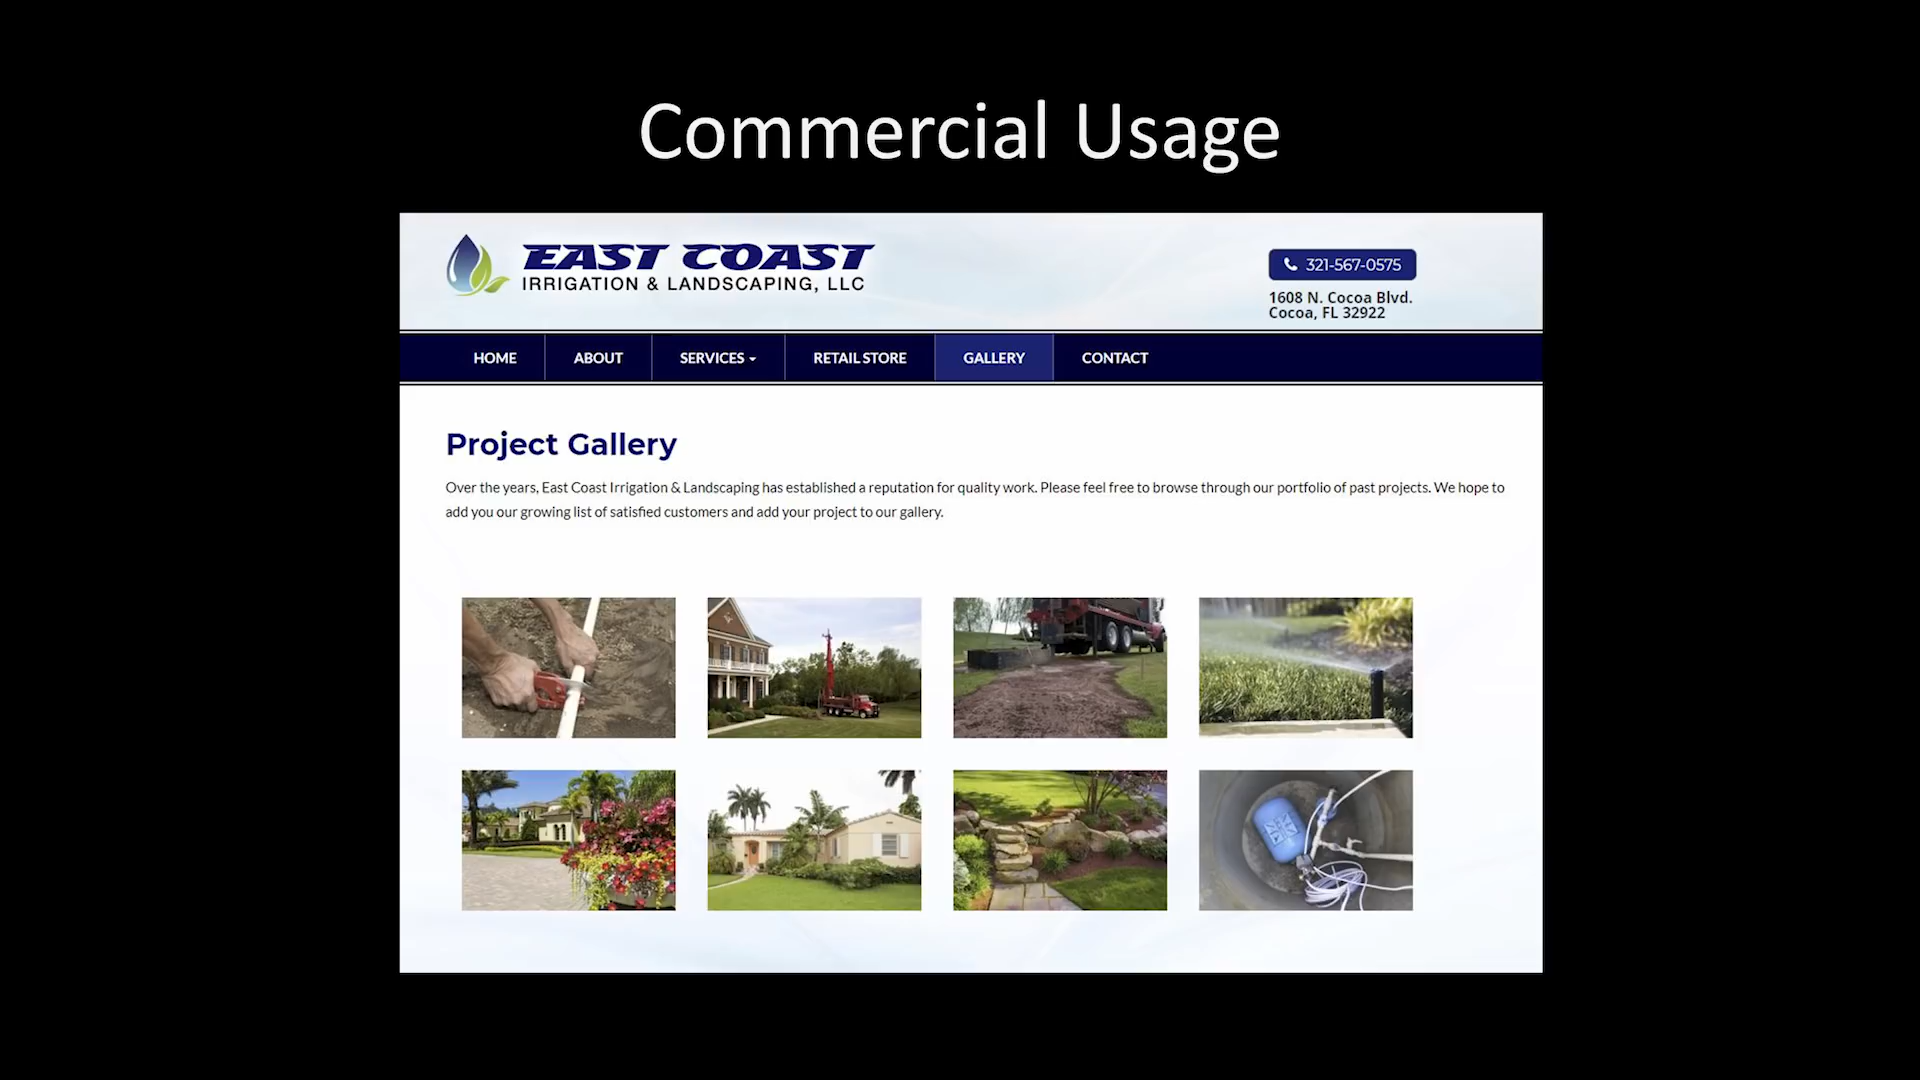 Commercial Usage
EAST COAST
IRRIGATION & LANDSCAPING, LLC
321-567-0575
1608 N. Cocoa Blvd.
Cocoa, FL 32922
HOME ABOUT SERVICES RETAIL STORE GALLERY CONTACT
Project Gallery
Over the years, East Coast Irrigation & Landscaping has established a reputation for quality work. Please feel free to browse through our portfolio of past projects. We hope to
add you our growing list of satisfied customers and add your project to our gallery.